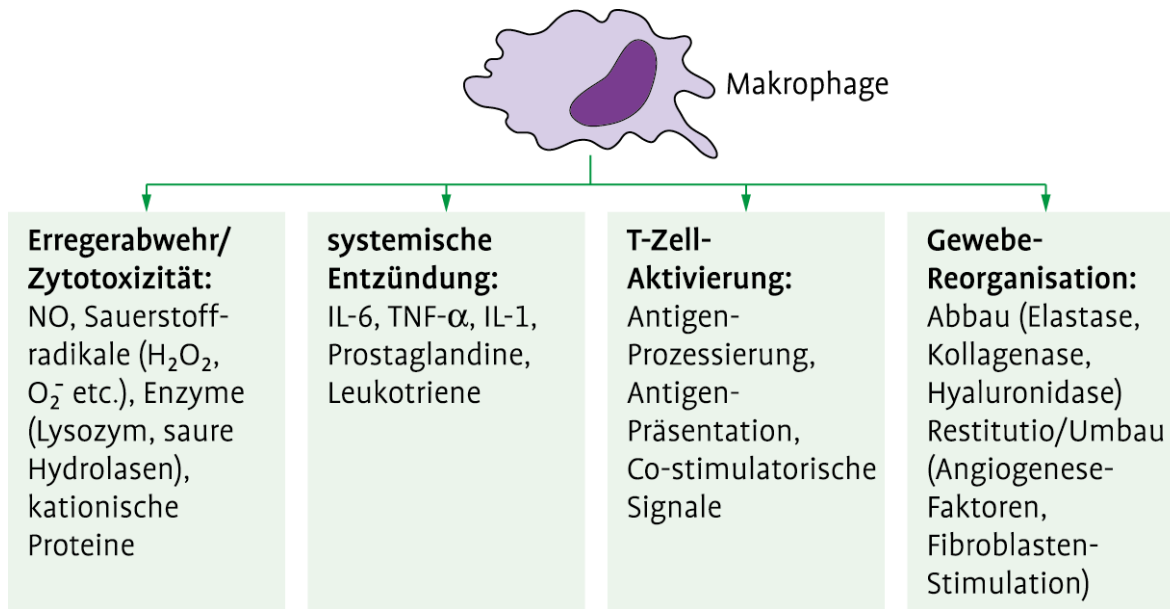 Makrophage
Erregerabwehr/
Zytotoxizität:
NO, Sauerstoff-
radikale (H₂O₂,
O₂⁻ etc.), Enzyme
(Lysozym, saure
Hydrolasen),
kationische
Proteine
systemische
Entzündung:
IL-6, TNF-α, IL-1,
Prostaglandine,
Leukotriene
T-Zell-
Aktivierung:
Antigen-
Prozessierung,
Antigen-
Präsentation,
Co-stimulatorische
Signale
Gewebe-
Reorganisation:
Abbau (Elastase,
Kollagenase,
Hyaluronidase)
Restitutio/Umbau
(Angiogenese-
Faktoren,
Fibroblasten-
Stimulation)